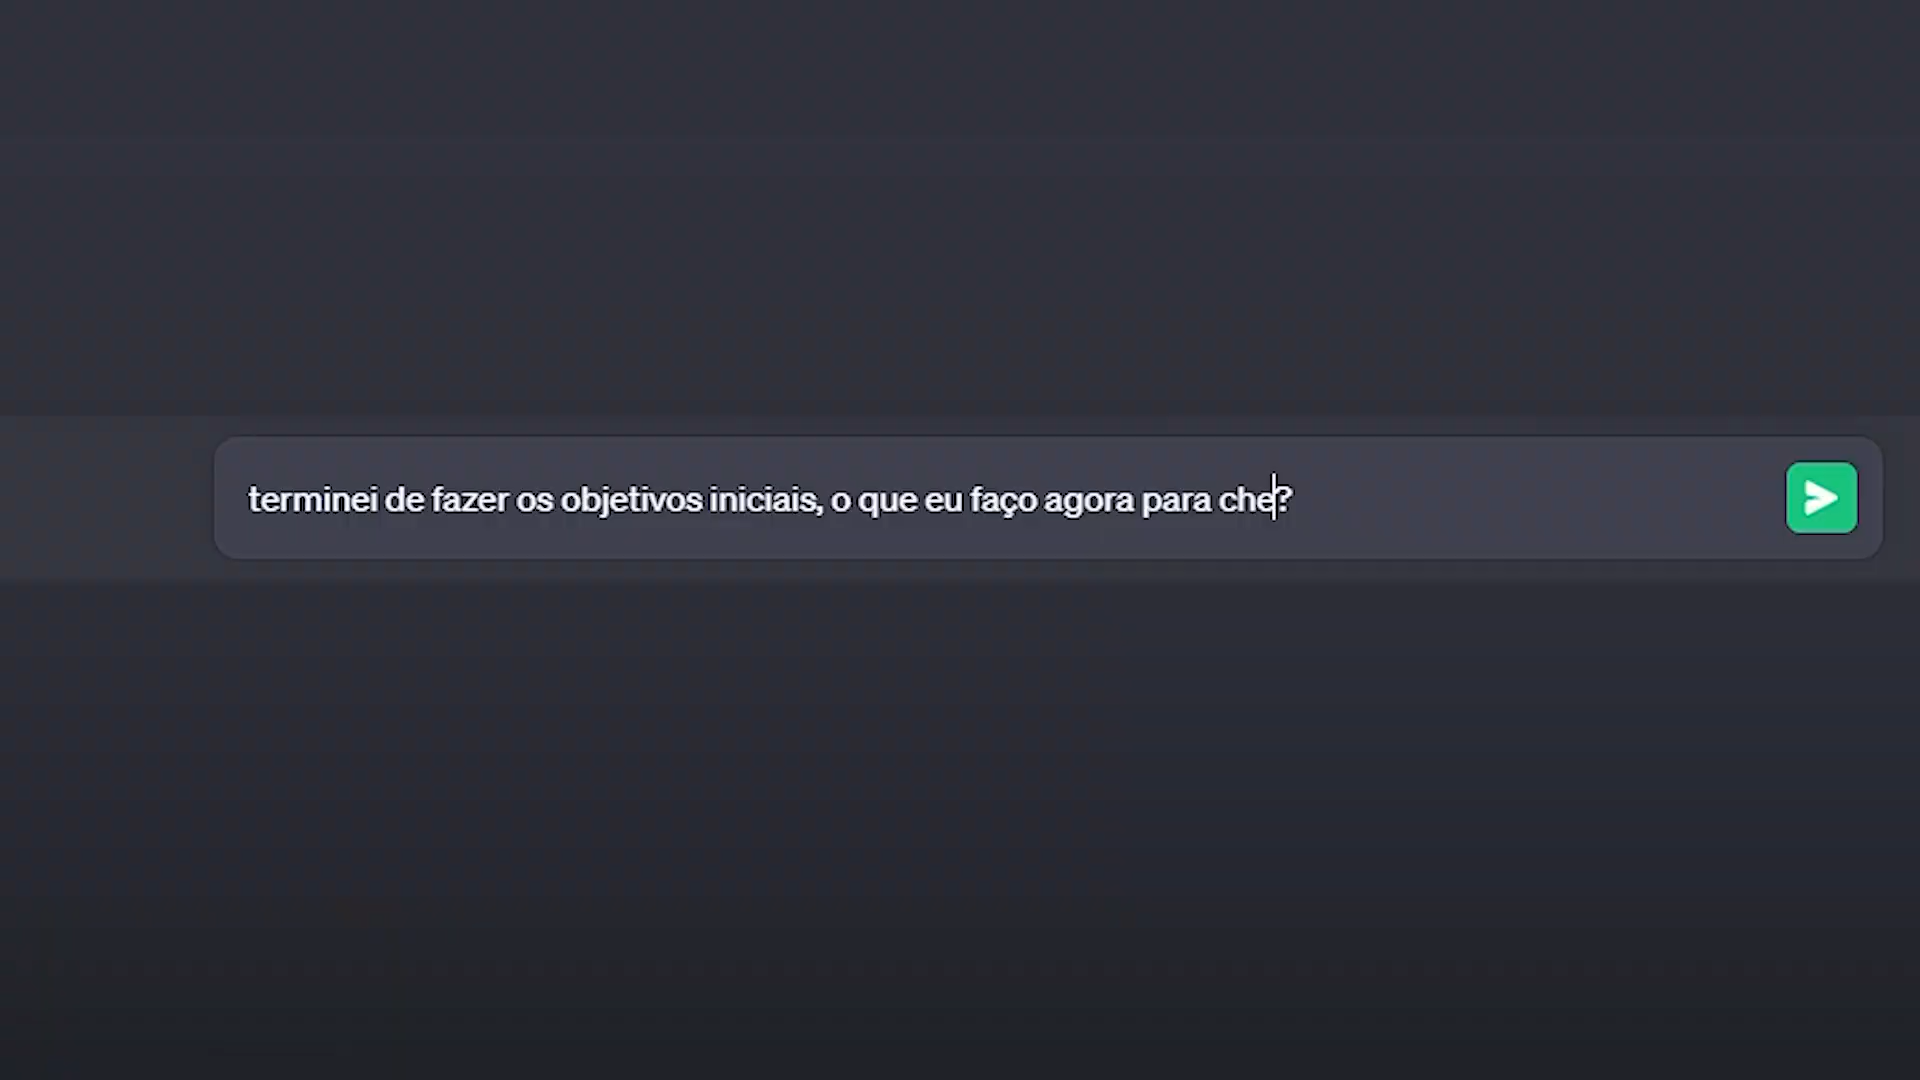 terminei de fazer os objetivos iniciais, o que eu faço agora para che?